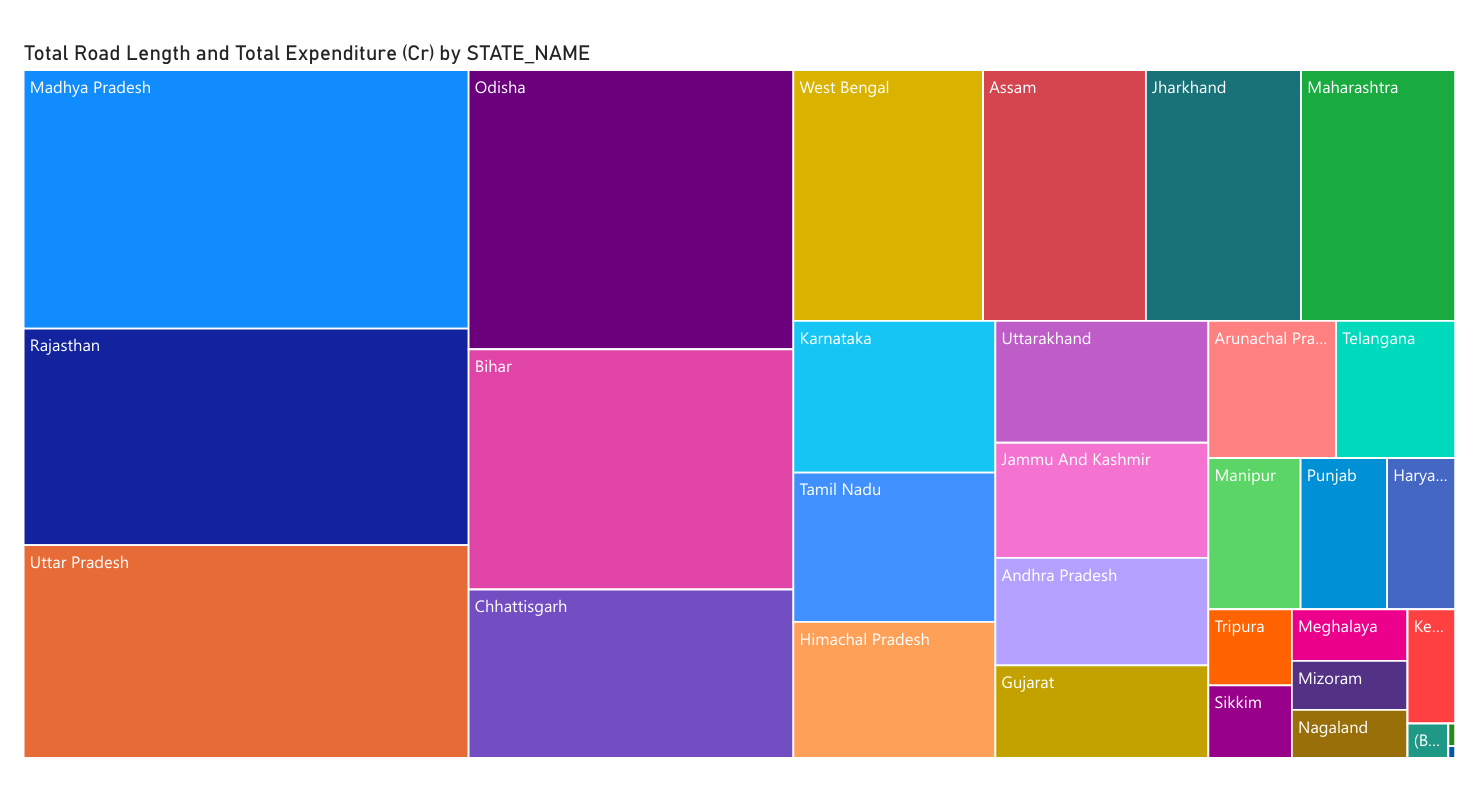 Total Road Length and Total Expenditure (Cr) by STATE_NAME
Madhya Pradesh
Rajasthan
Uttar Pradesh
Odisha
Bihar
Chhattisgarh
West Bengal
Assam
Jharkhand
Maharashtra
Karnataka
Tamil Nadu
Himachal Pradesh
Uttarakhand
Jammu And Kashmir
Andhra Pradesh
Gujarat
Arunachal Pra...
Telangana
Manipur
Punjab
Harya...
Tripura
Sikkim
Meghalaya
Mizoram
Nagaland
Ke...
(B...